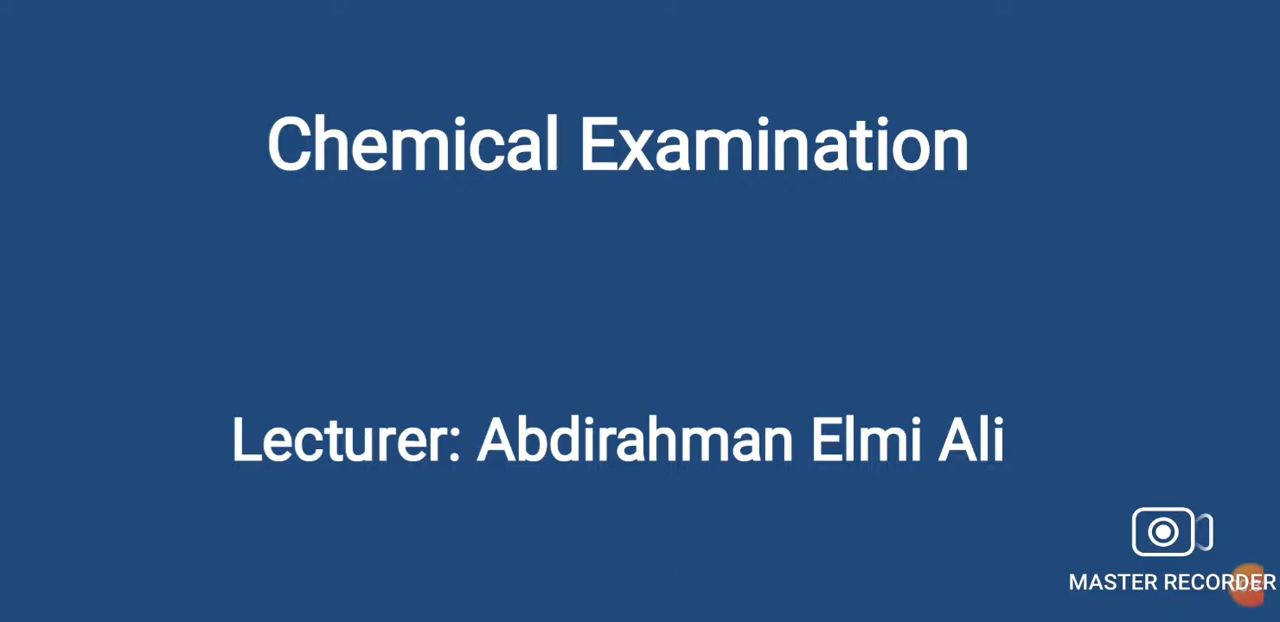 Chemical Examination
Lecturer: Abdirahman Elmi Ali
MASTER RECORDER